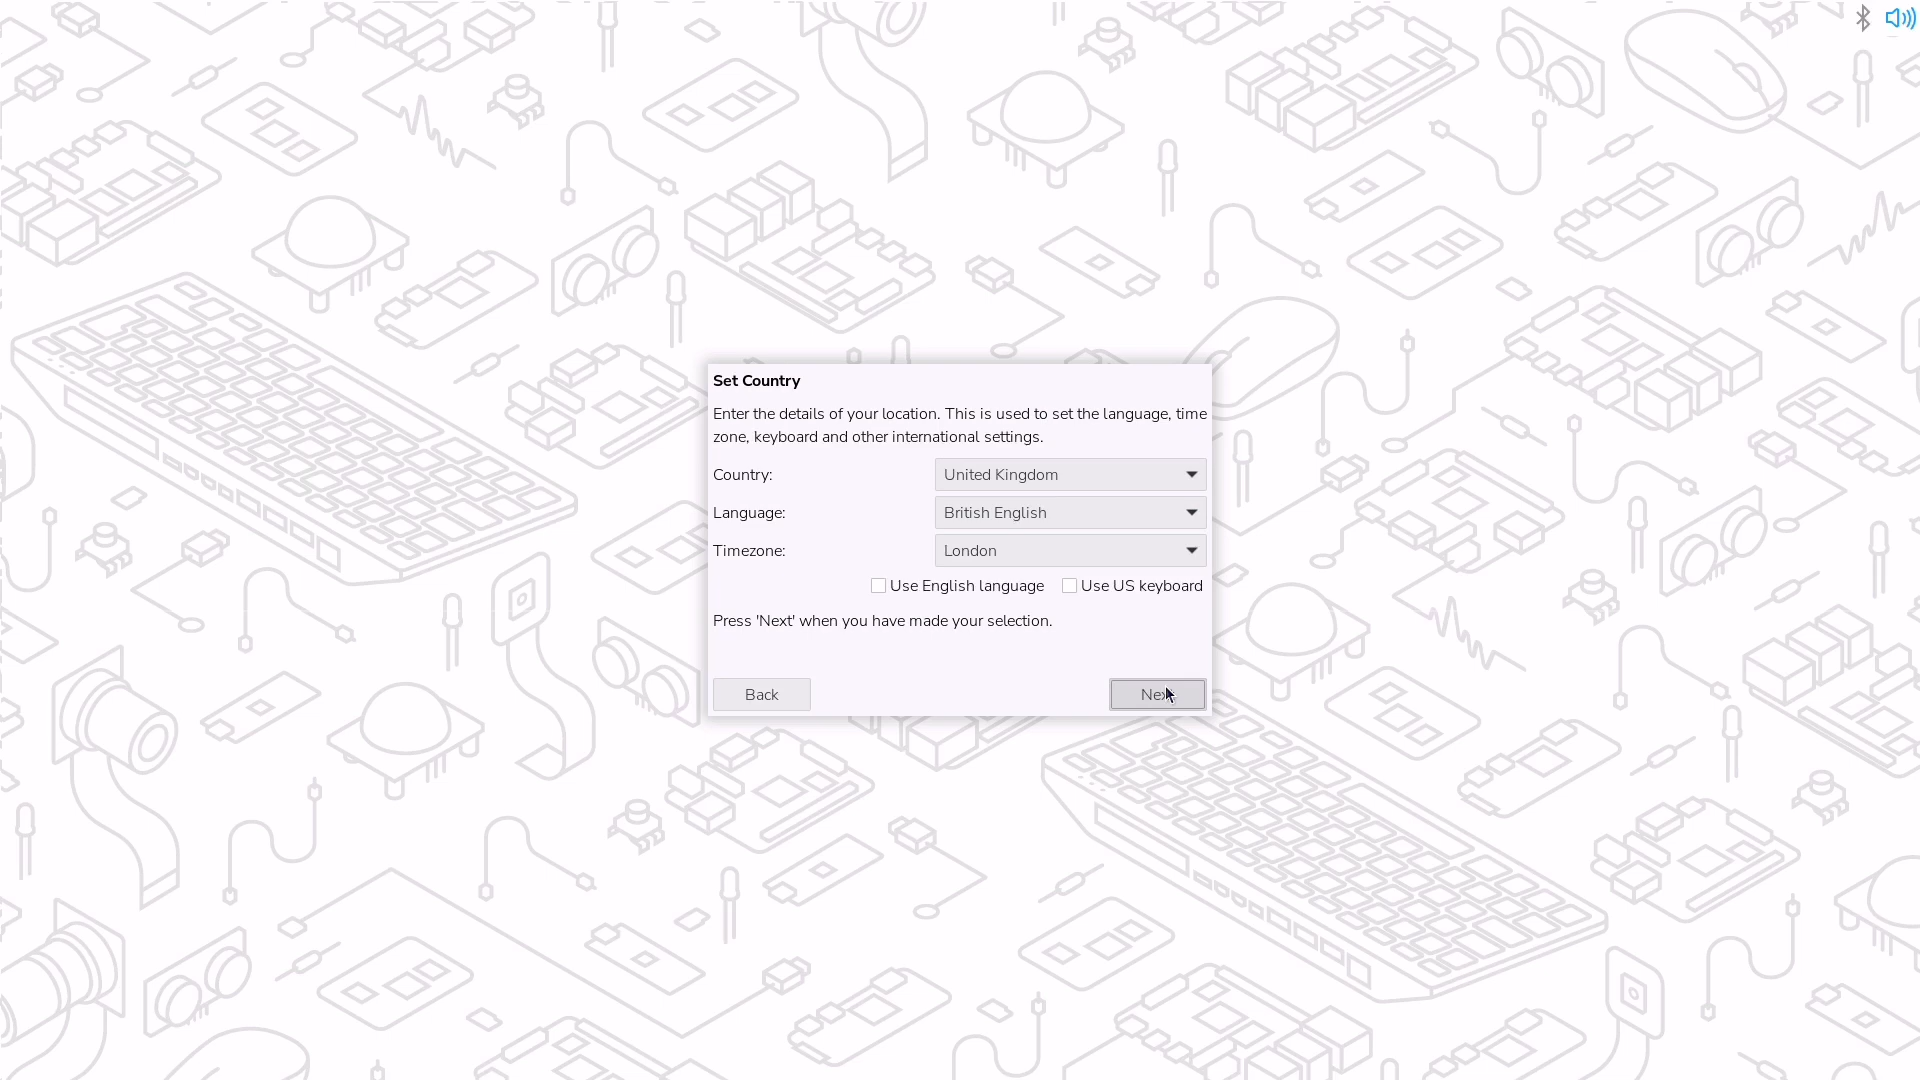 Set Country
Enter the details of your location. This is used to set the language, time
zone, keyboard and other international settings.
Country: United Kingdom
Language: British English
Timezone: London
Use English language Use US keyboard
Press 'Next' when you have made your selection.
Back